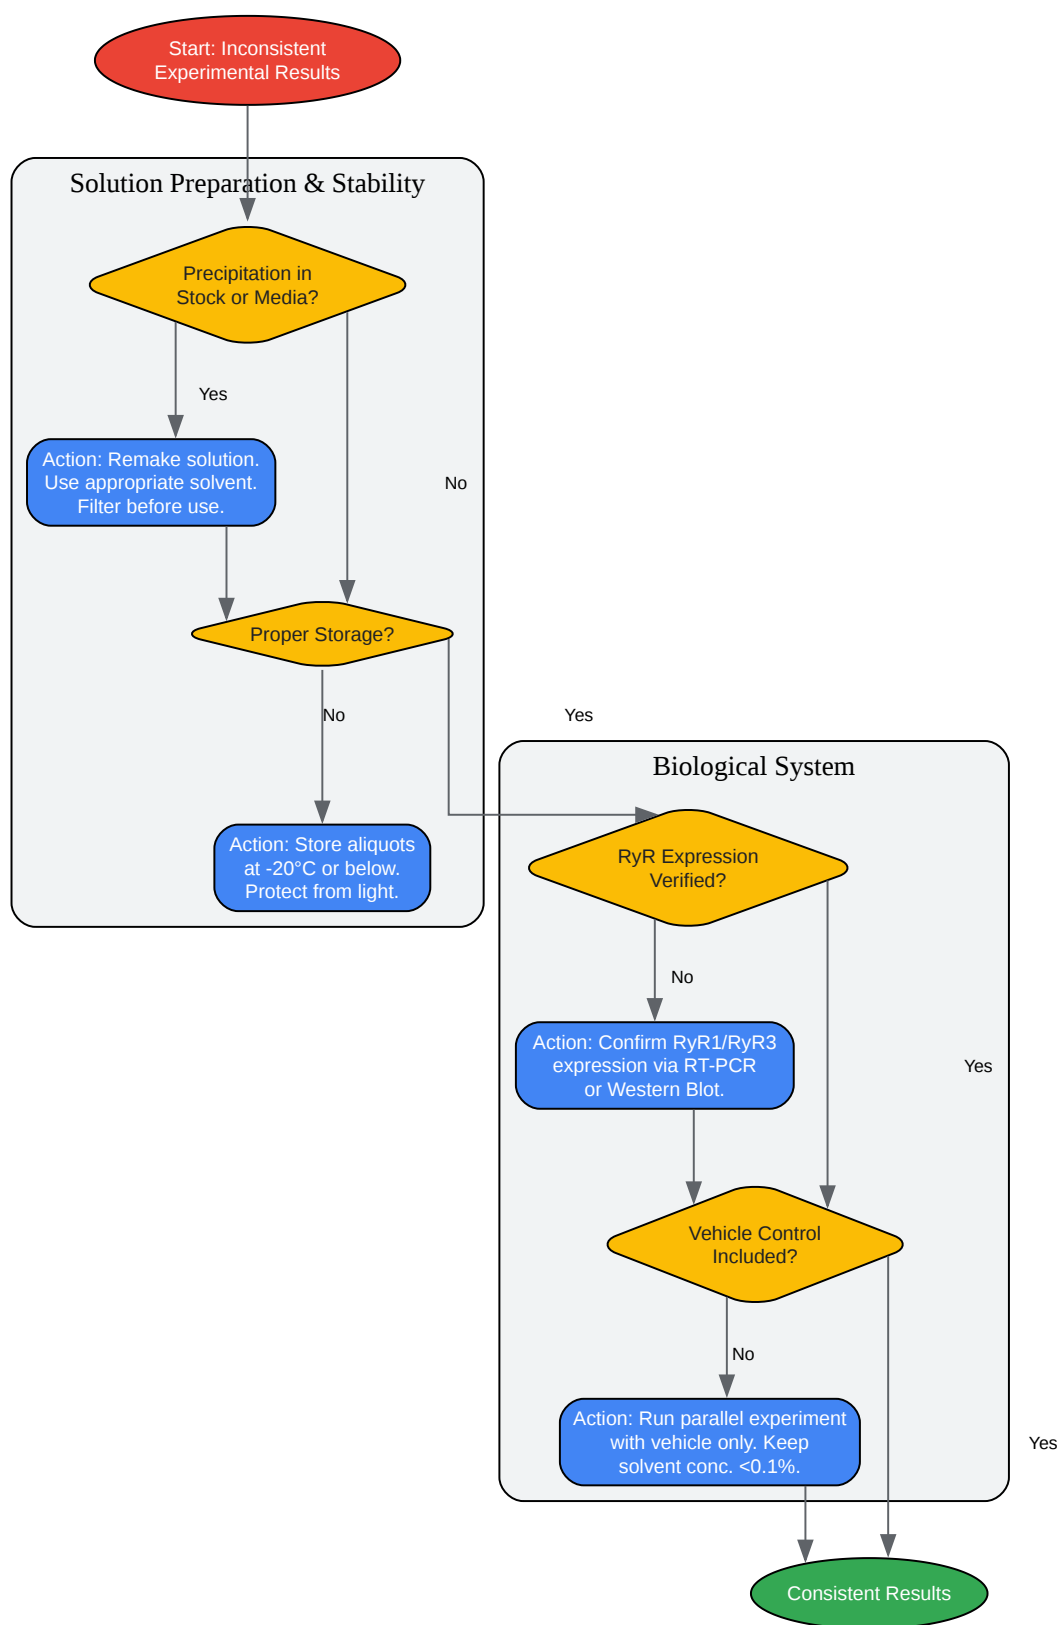 Start: Inconsistent
Experimental Results
Solution Preparation & Stability
Precipitation in
Stock or Media?
Yes
Action: Remake solution.
Use appropriate solvent.
Filter before use.
No
Proper Storage?
No
Yes
Action: Store aliquots
at -20°C or below.
Protect from light.
Biological System
RyR Expression
Verified?
No
Action: Confirm RyR1/RyR3
expression via RT-PCR
or Western Blot.
Yes
Vehicle Control
Included?
No
Action: Run parallel experiment
with vehicle only. Keep
solvent conc. <0.1%.
Yes
Consistent Results